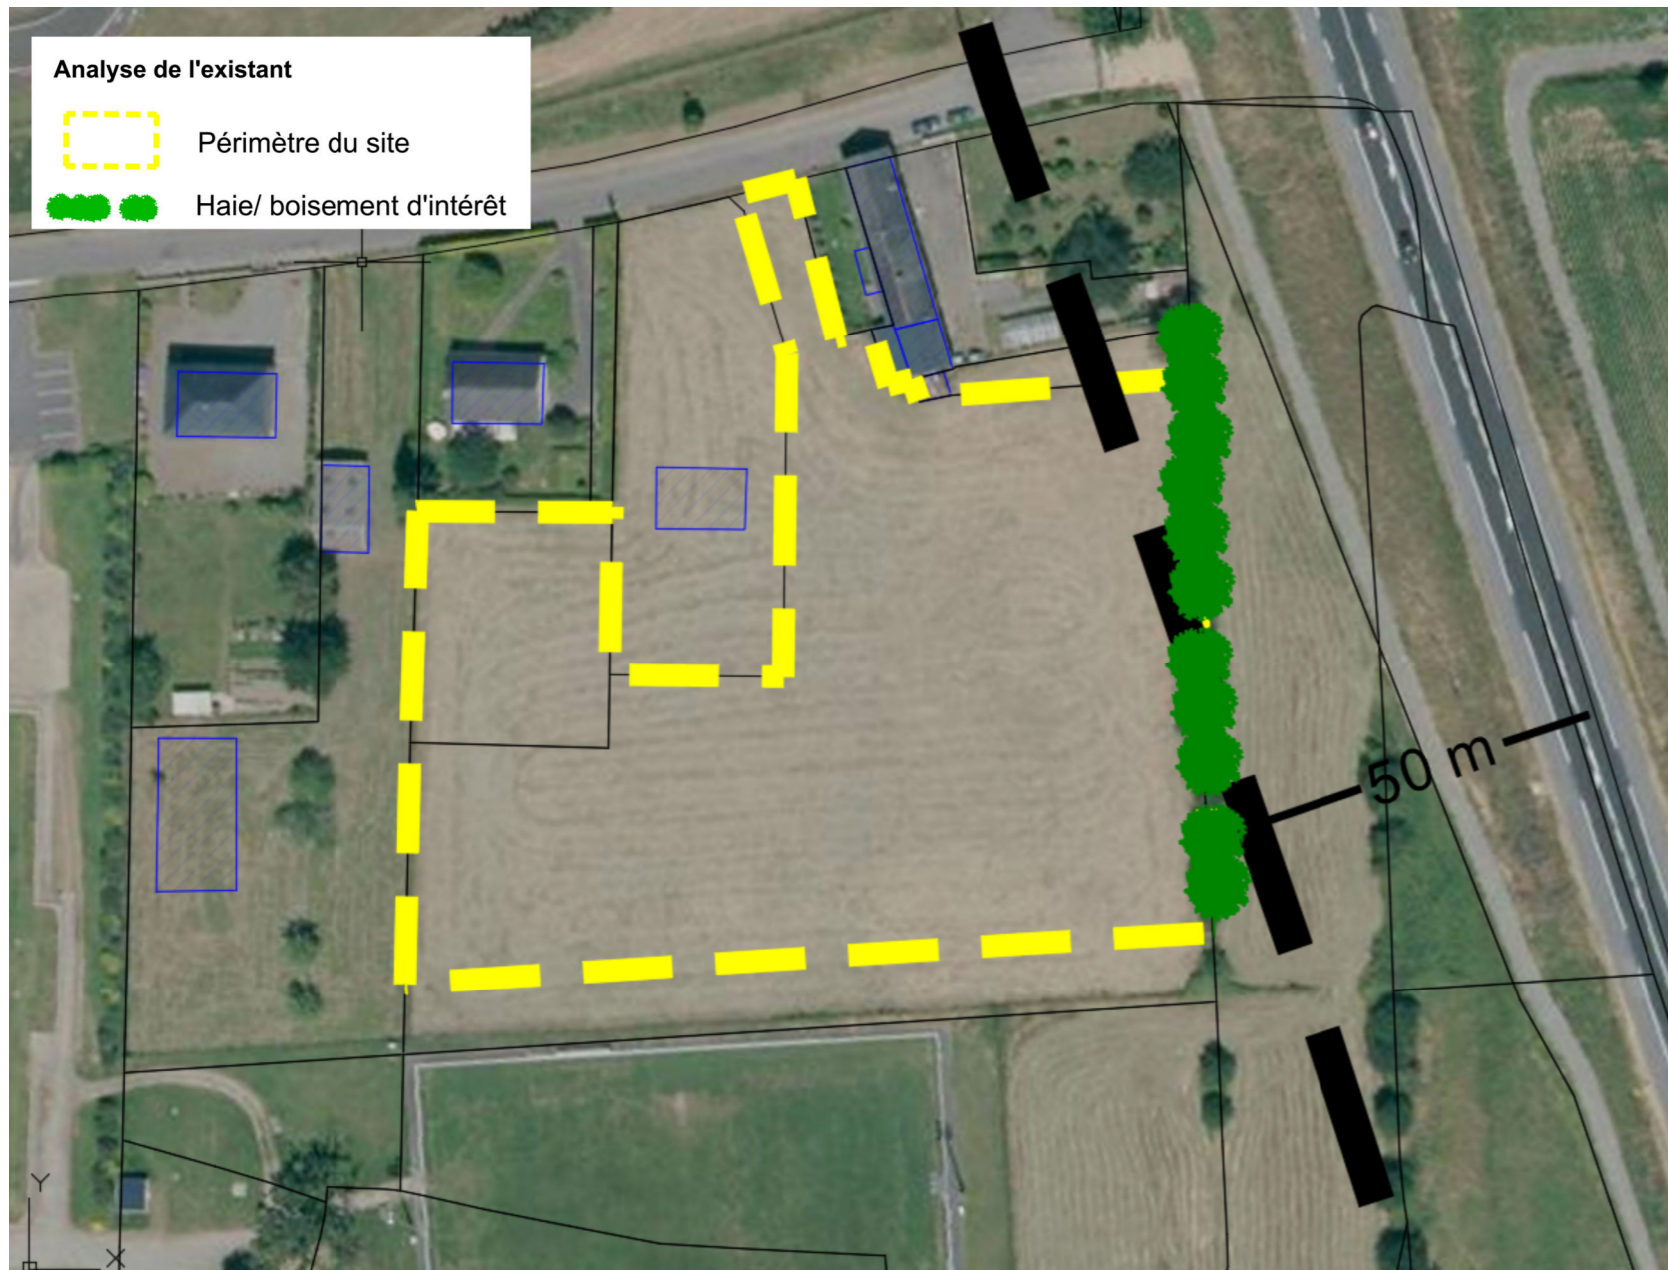 Analyse de l'existant
Périmètre du site
Haie/ boisement d'intérêt
50 m
Y
X